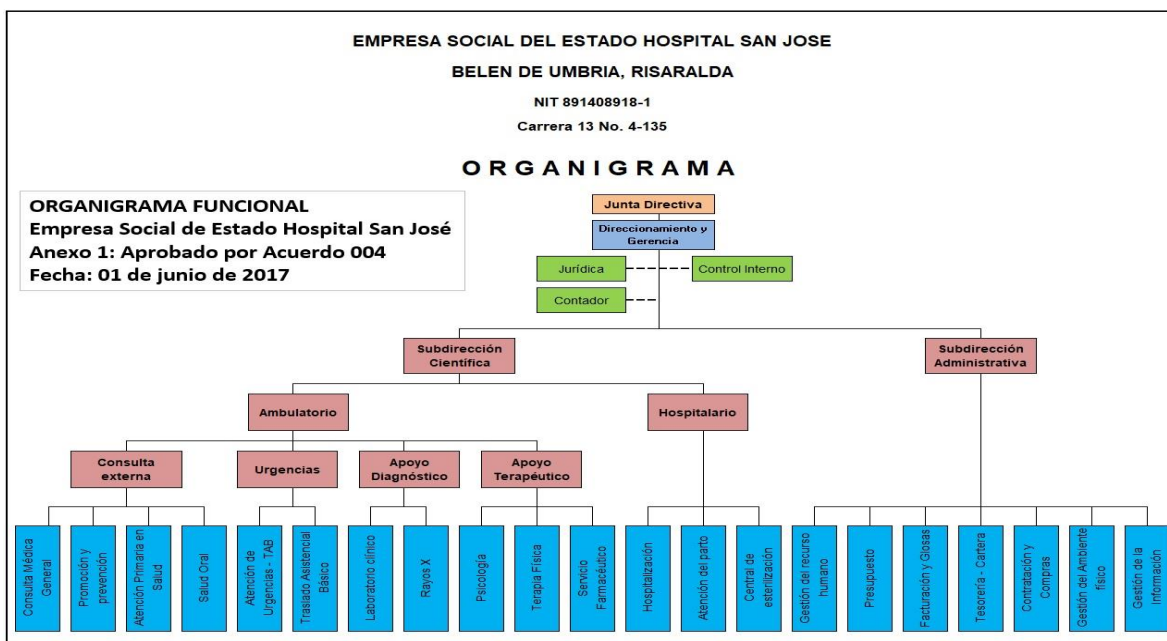 EMPRESA SOCIAL DEL ESTADO HOSPITAL SAN JOSE
BELEN DE UMBRIA, RISARALDA
NIT 891408918-1
Carrera 13 No. 4-135
ORGANIGRAMA
ORGANIGRAMA FUNCIONAL
Empresa Social de Estado Hospital San José
Anexo 1: Aprobado por Acuerdo 004
Fecha: 01 de junio de 2017
Junta Directiva
Direccionamiento y
Gerencia
Jurídica
Control Interno
Contador
Subdirección
Científica
Subdirección
Administrativa
Ambulatorio
Hospitalario
Consulta
externa
Urgencias
Apoyo
Diagnóstico
Apoyo
Terapéutico
Consulta Médica
General
Promoción y
prevención
Atención Primaria en
Salud
Salud Oral
Atención de
Urgencias - TAB
Traslado Asistencial
Básico
Laboratorio clínico
Rayos X
Psicología
Terapia Física
Servicio
Farmacéutico
Hospitalización
Atención del parto
Central de
esterilización
Gestión del recurso
humano
Presupuesto
Facturación y Glosas
Tesorería - Cartera
Contratación y
Compras
Gestión del Ambiente
físico
Gestión de la
Información